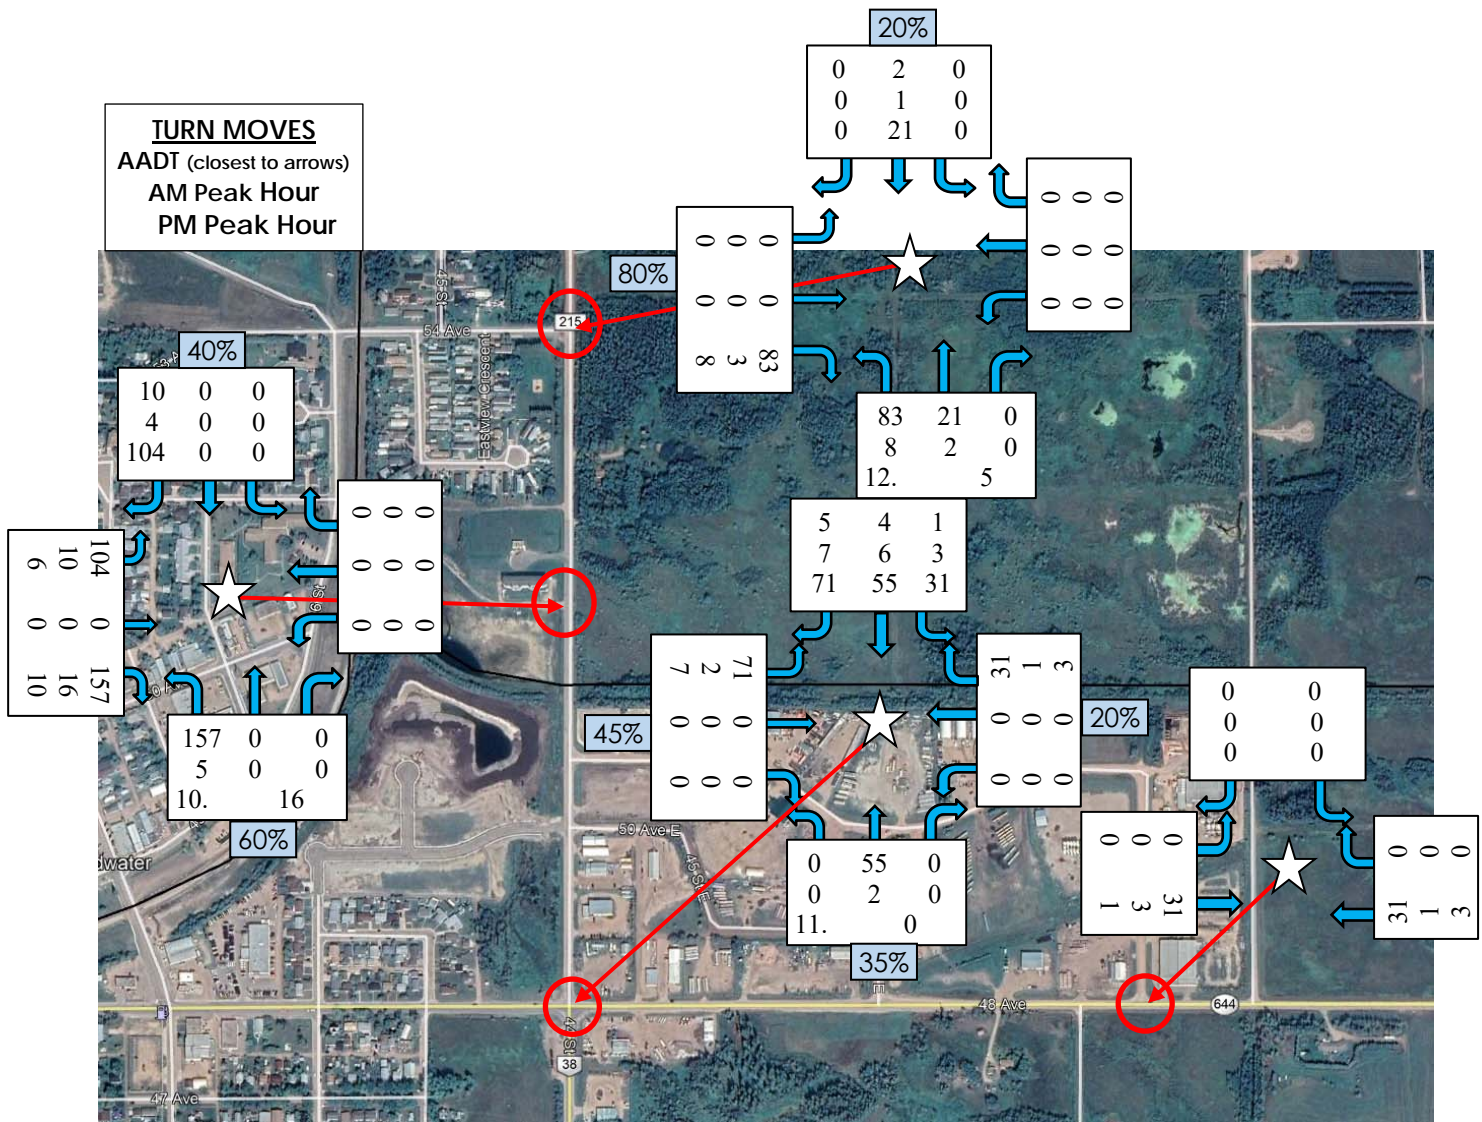 20%
0 2 0
0 1 0
0 21 0
TURN MOVES
AADT (closest to arrows)
AM Peak Hour
PM Peak Hour
0 0 0
0 0 0
0 0 0
80%
0 0 0
0 0 0
8 3 83
45 St
215
54 Ave
Eastview Crescent
40%
10 0 0
4 0 0
104 0 0
83 21 0
8 2 0
12. 5
0 0 0
0 0 0
0 0 0
5 4 1
7 6 3
71 55 31
6 10 104
0 0 0
10 16 157
6 St
157 0 0
5 0 0
10. 16
60%
7 2 71
0 0 0
0 0 0
45%
31 1 3
0 0 0
0 0 0
20%
0 0
0 0
0 0
50 Ave E
45 St E
0 55 0
0 2 0
11. 0
35%
0 0 0
1 3 31
0 0 0
31 1 3
dwater
48 Ave
644
44 St
38
47 Ave